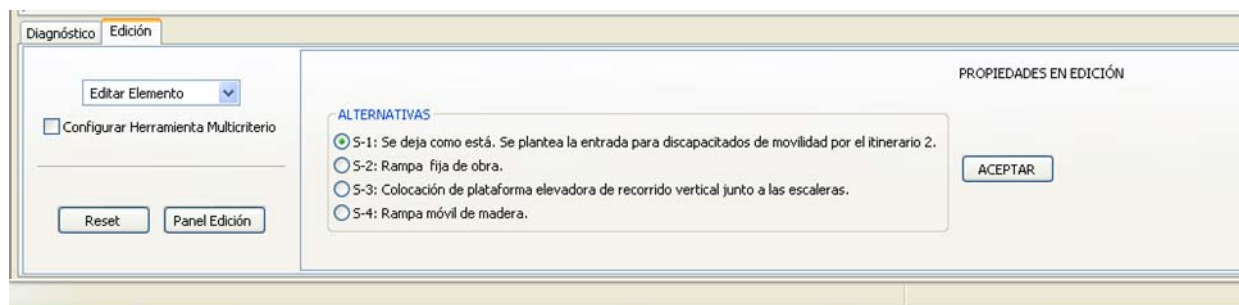 Diagnóstico
Edición
Editar Elemento
Configurar Herramienta Multicriterio
Reset
Panel Edición
PROPIEDADES EN EDICIÓN
ALTERNATIVAS
S-1: Se deja como está. Se plantea la entrada para discapacitados de movilidad por el itinerario 2.
S-2: Rampa fija de obra.
S-3: Colocación de plataforma elevadora de recorrido vertical junto a las escaleras.
S-4: Rampa móvil de madera.
ACEPTAR